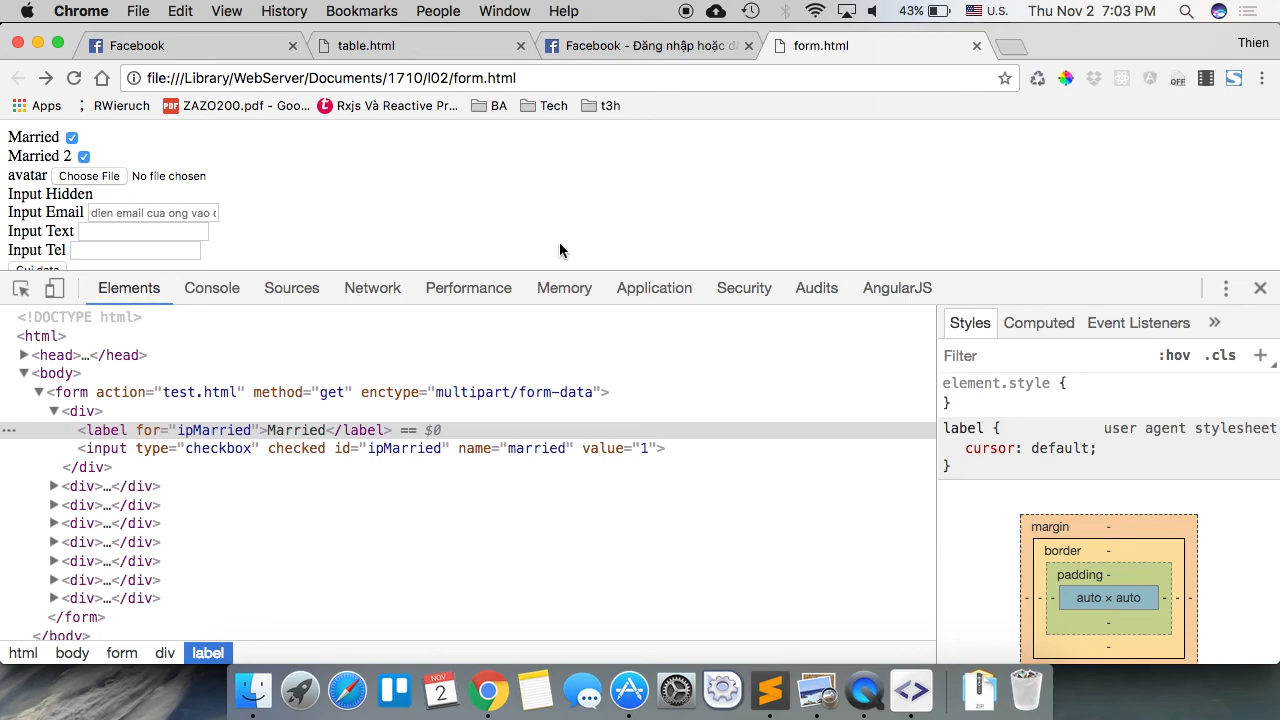 Chrome File Edit View History Bookmarks People Window Help 43% U.S. Thu Nov 2 7:03 PM
Facebook table.html Facebook - Đăng nhập hoặc đ form.html Thien
file:///Library/WebServer/Documents/1710/l02/form.html OFF S
Apps RWieruch PDF ZAZO200.pdf - Goo... t Rxjs Và Reactive Pr... BA Tech t3h
Married
Married 2
avatar Choose File No file chosen
Input Hidden
Input Email dien email cua ong vao c
Input Text
Input Tel
Gui data
Elements Console Sources Network Performance Memory Application Security Audits AngularJS
<!DOCTYPE html>
<html>
<head>…</head>
<body>
<form action="test.html" method="get" enctype="multipart/form-data">
<div>
<label for="ipMarried">Married</label> == $0
<input type="checkbox" checked id="ipMarried" name="married" value="1">
</div>
<div>…</div>
<div>…</div>
<div>…</div>
<div>…</div>
<div>…</div>
<div>…</div>
<div>…</div>
</form>
</body>
html body form div label
Styles Computed Event Listeners »
Filter :hov .cls +
element.style {
}
label { user agent stylesheet
cursor: default;
}
margin -
border -
padding -
- - - auto × auto - - -
-
-
NOV
2
ZIP